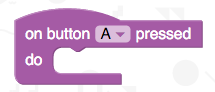 on button A pressed
do